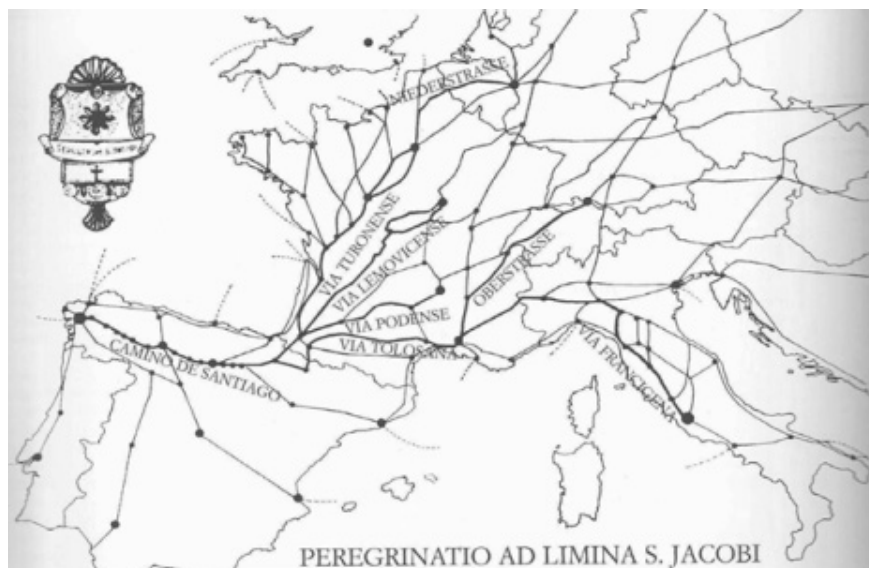 NIEDERSTRASSE
VIA TURONENSE
VIA LEMOVICENSE
OBERSTRASSE
VIA PODENSE
VIA TOLOSANA
CAMINO DE SANTIAGO
VIA FRANCIGENA
PEREGRINATIO AD LIMINA S. JACOBI